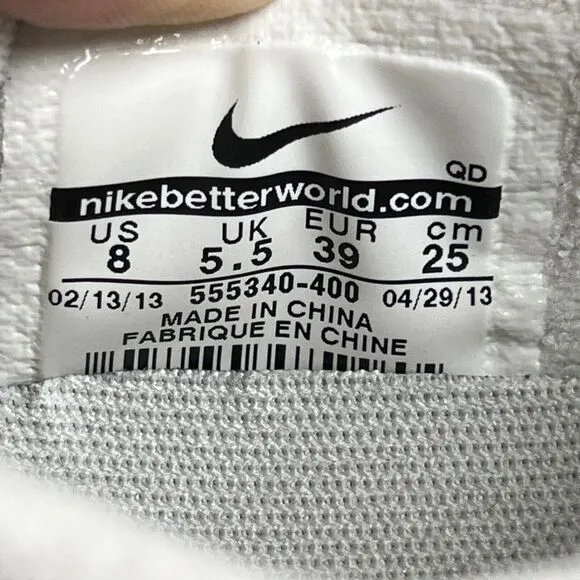 QD
nikebetterworld.com
US UK EUR cm
8 5.5 39 25
02/13/13 555340-400 04/29/13
MADE IN CHINA
FABRIQUE EN CHINE